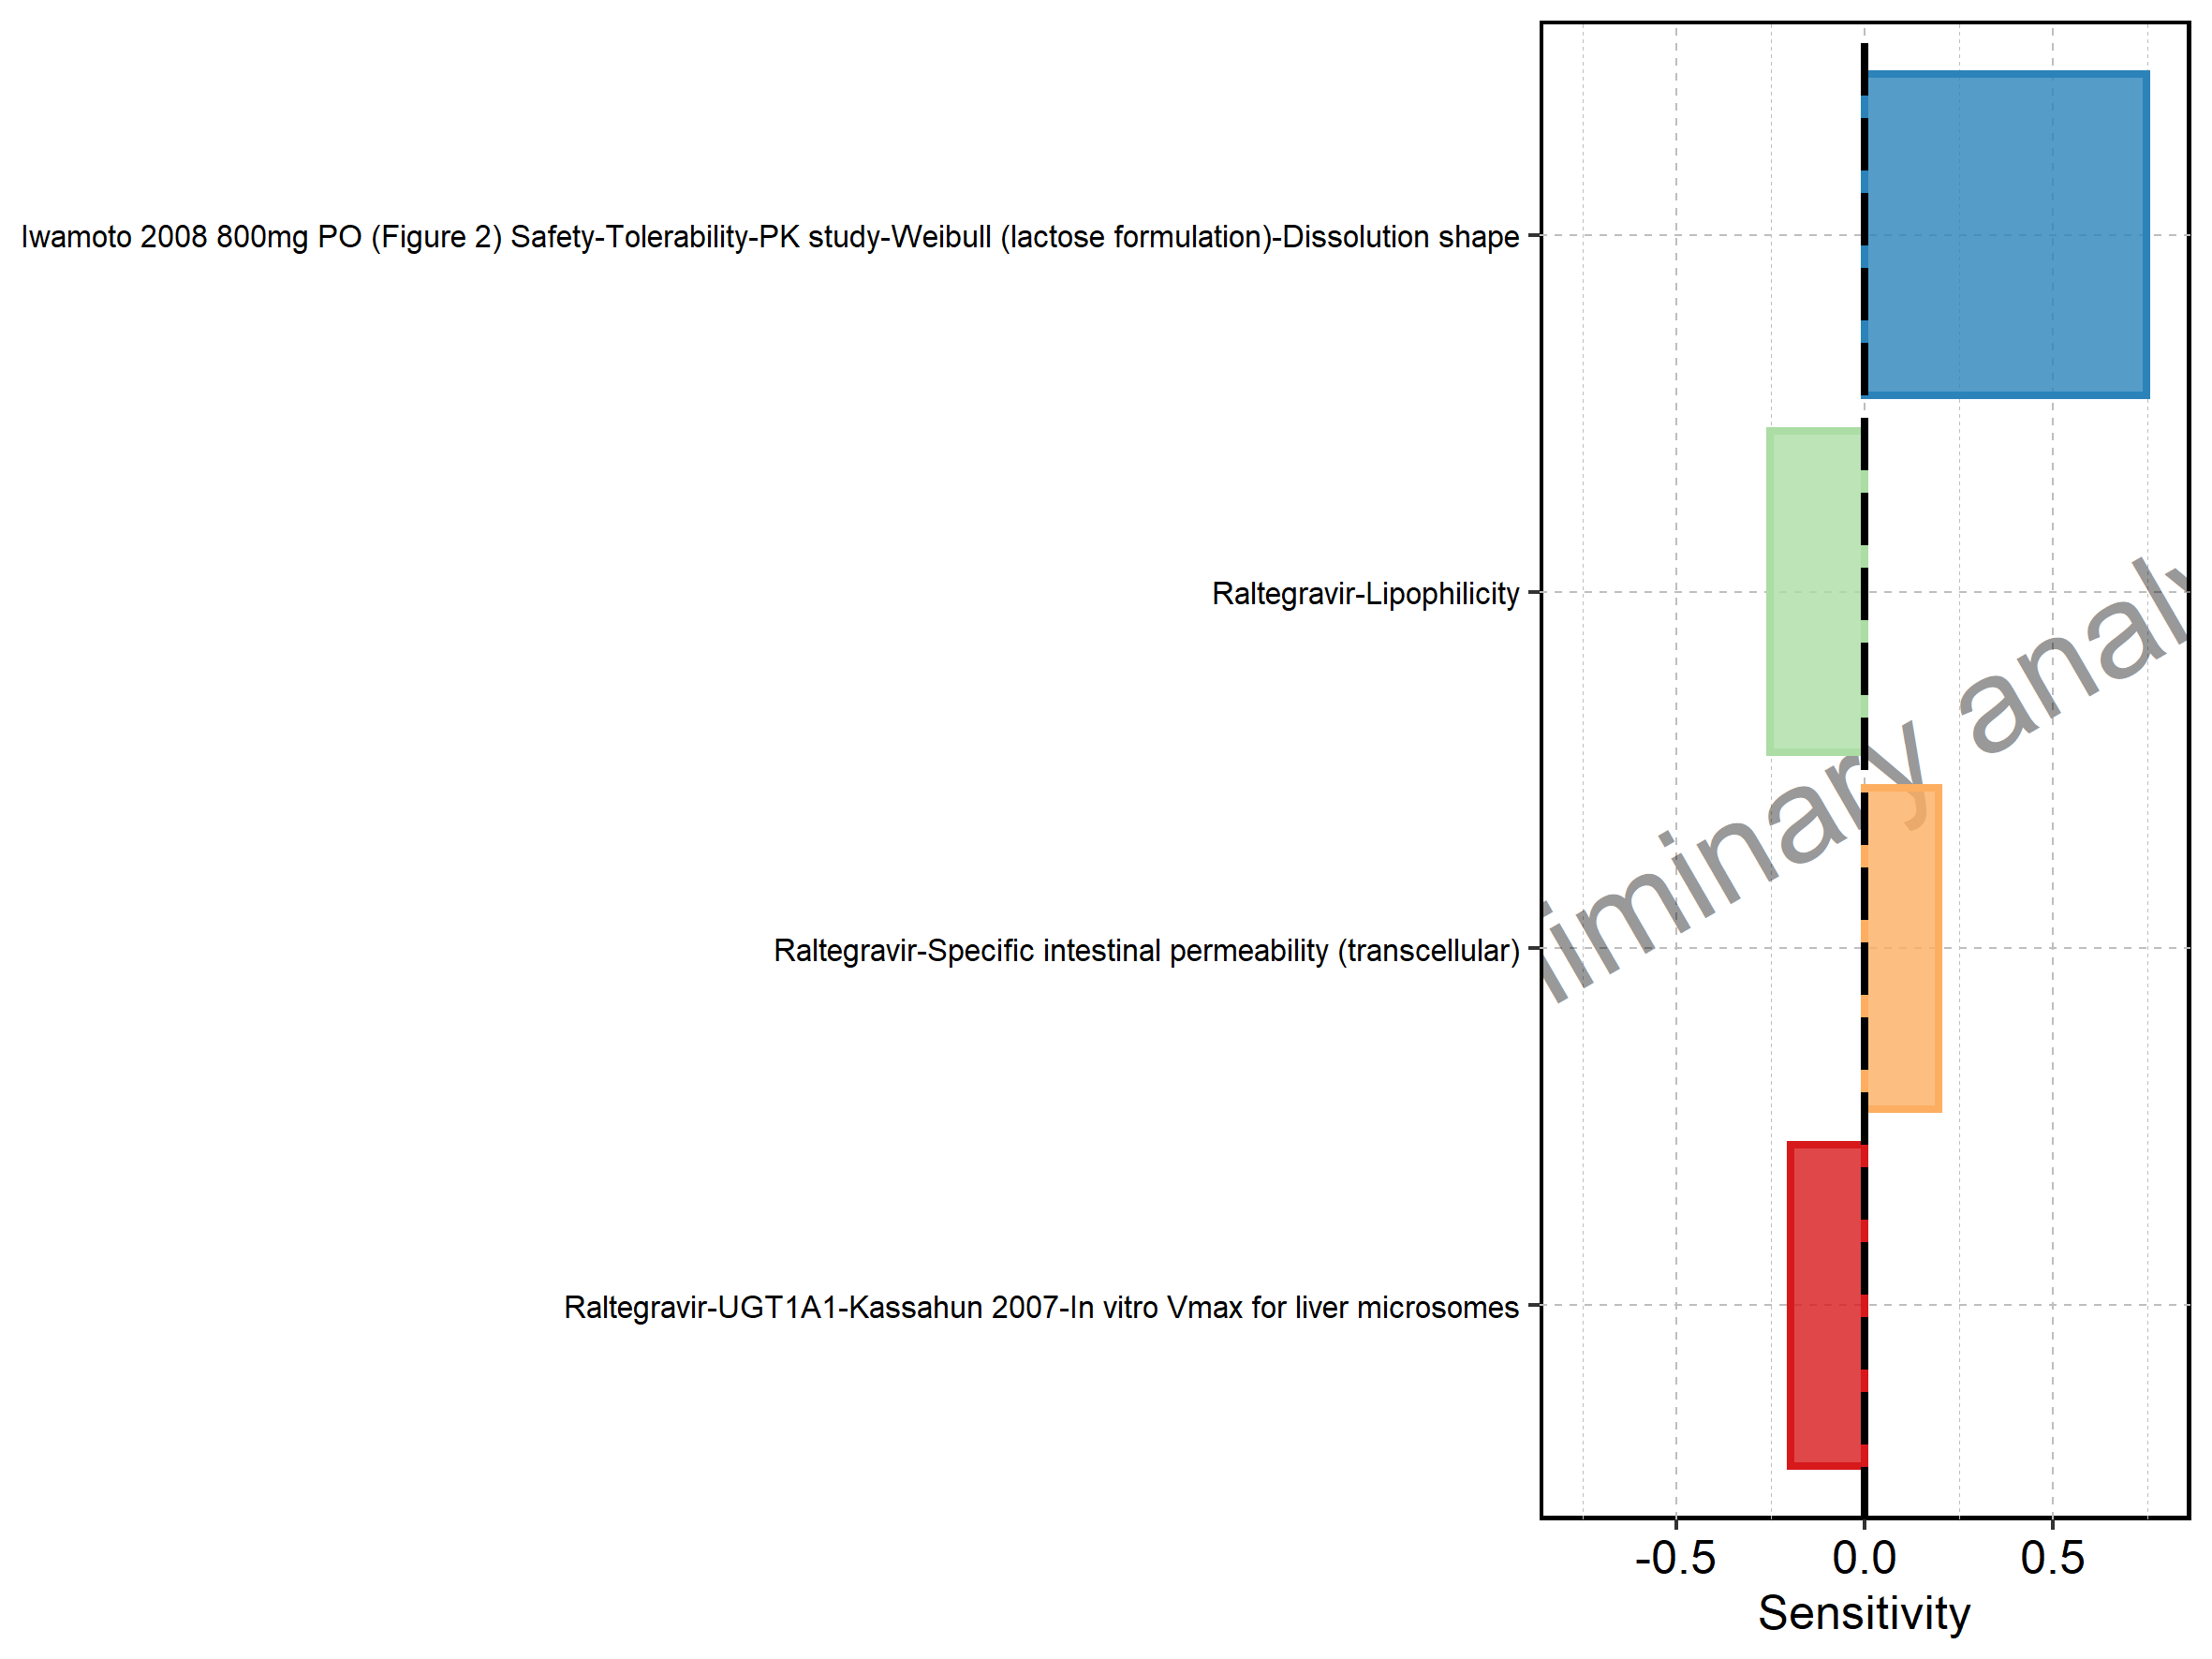 Iwamoto 2008 800mg PO (Figure 2) Safety-Tolerability-PK study-Weibull (lactose formulation)-Dissolution shape
Raltegravir-Lipophilicity
Raltegravir-Specific intestinal permeability (transcellular)
Raltegravir-UGT1A1-Kassahun 2007-In vitro Vmax for liver microsomes
-0.5 0.0 0.5
Sensitivity